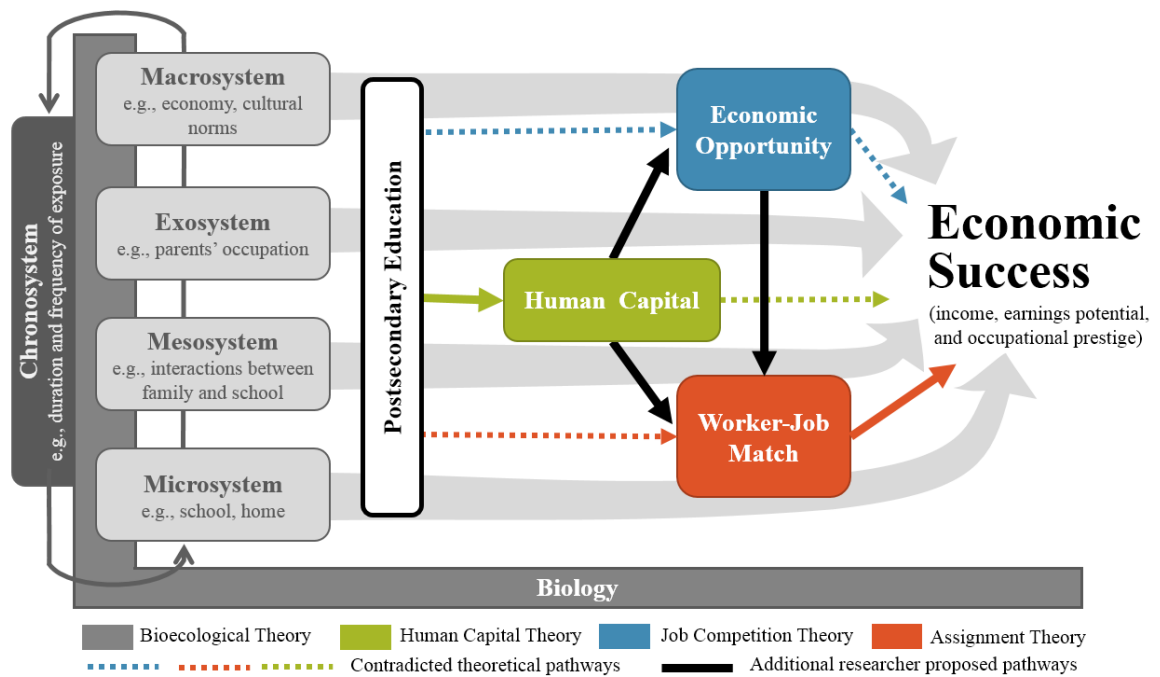 Chronosystem
e.g., duration and frequency of exposure
Macrosystem
e.g., economy, cultural
norms
Exosystem
e.g., parents’ occupation
Mesosystem
e.g., interactions between
family and school
Microsystem
e.g., school, home
Postsecondary Education
Economic
Opportunity
Human Capital
Worker-Job
Match
Economic
Success
(income, earnings potential,
and occupational prestige)
Biology
Bioecological Theory
Human Capital Theory
Job Competition Theory
Assignment Theory
Contradicted theoretical pathways
Additional researcher proposed pathways